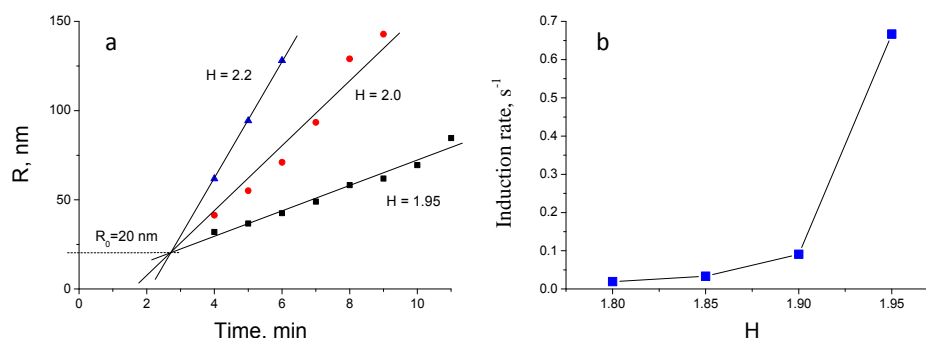 a
150
100
50
0
R, nm
H = 2.2
H = 2.0
H = 1.95
R₀=20 nm
0 2 4 6 8 10
Time, min
b
0.7
0.6
0.5
0.4
0.3
0.2
0.1
0.0
Induction rate, s⁻¹
1.80 1.85 1.90 1.95
H